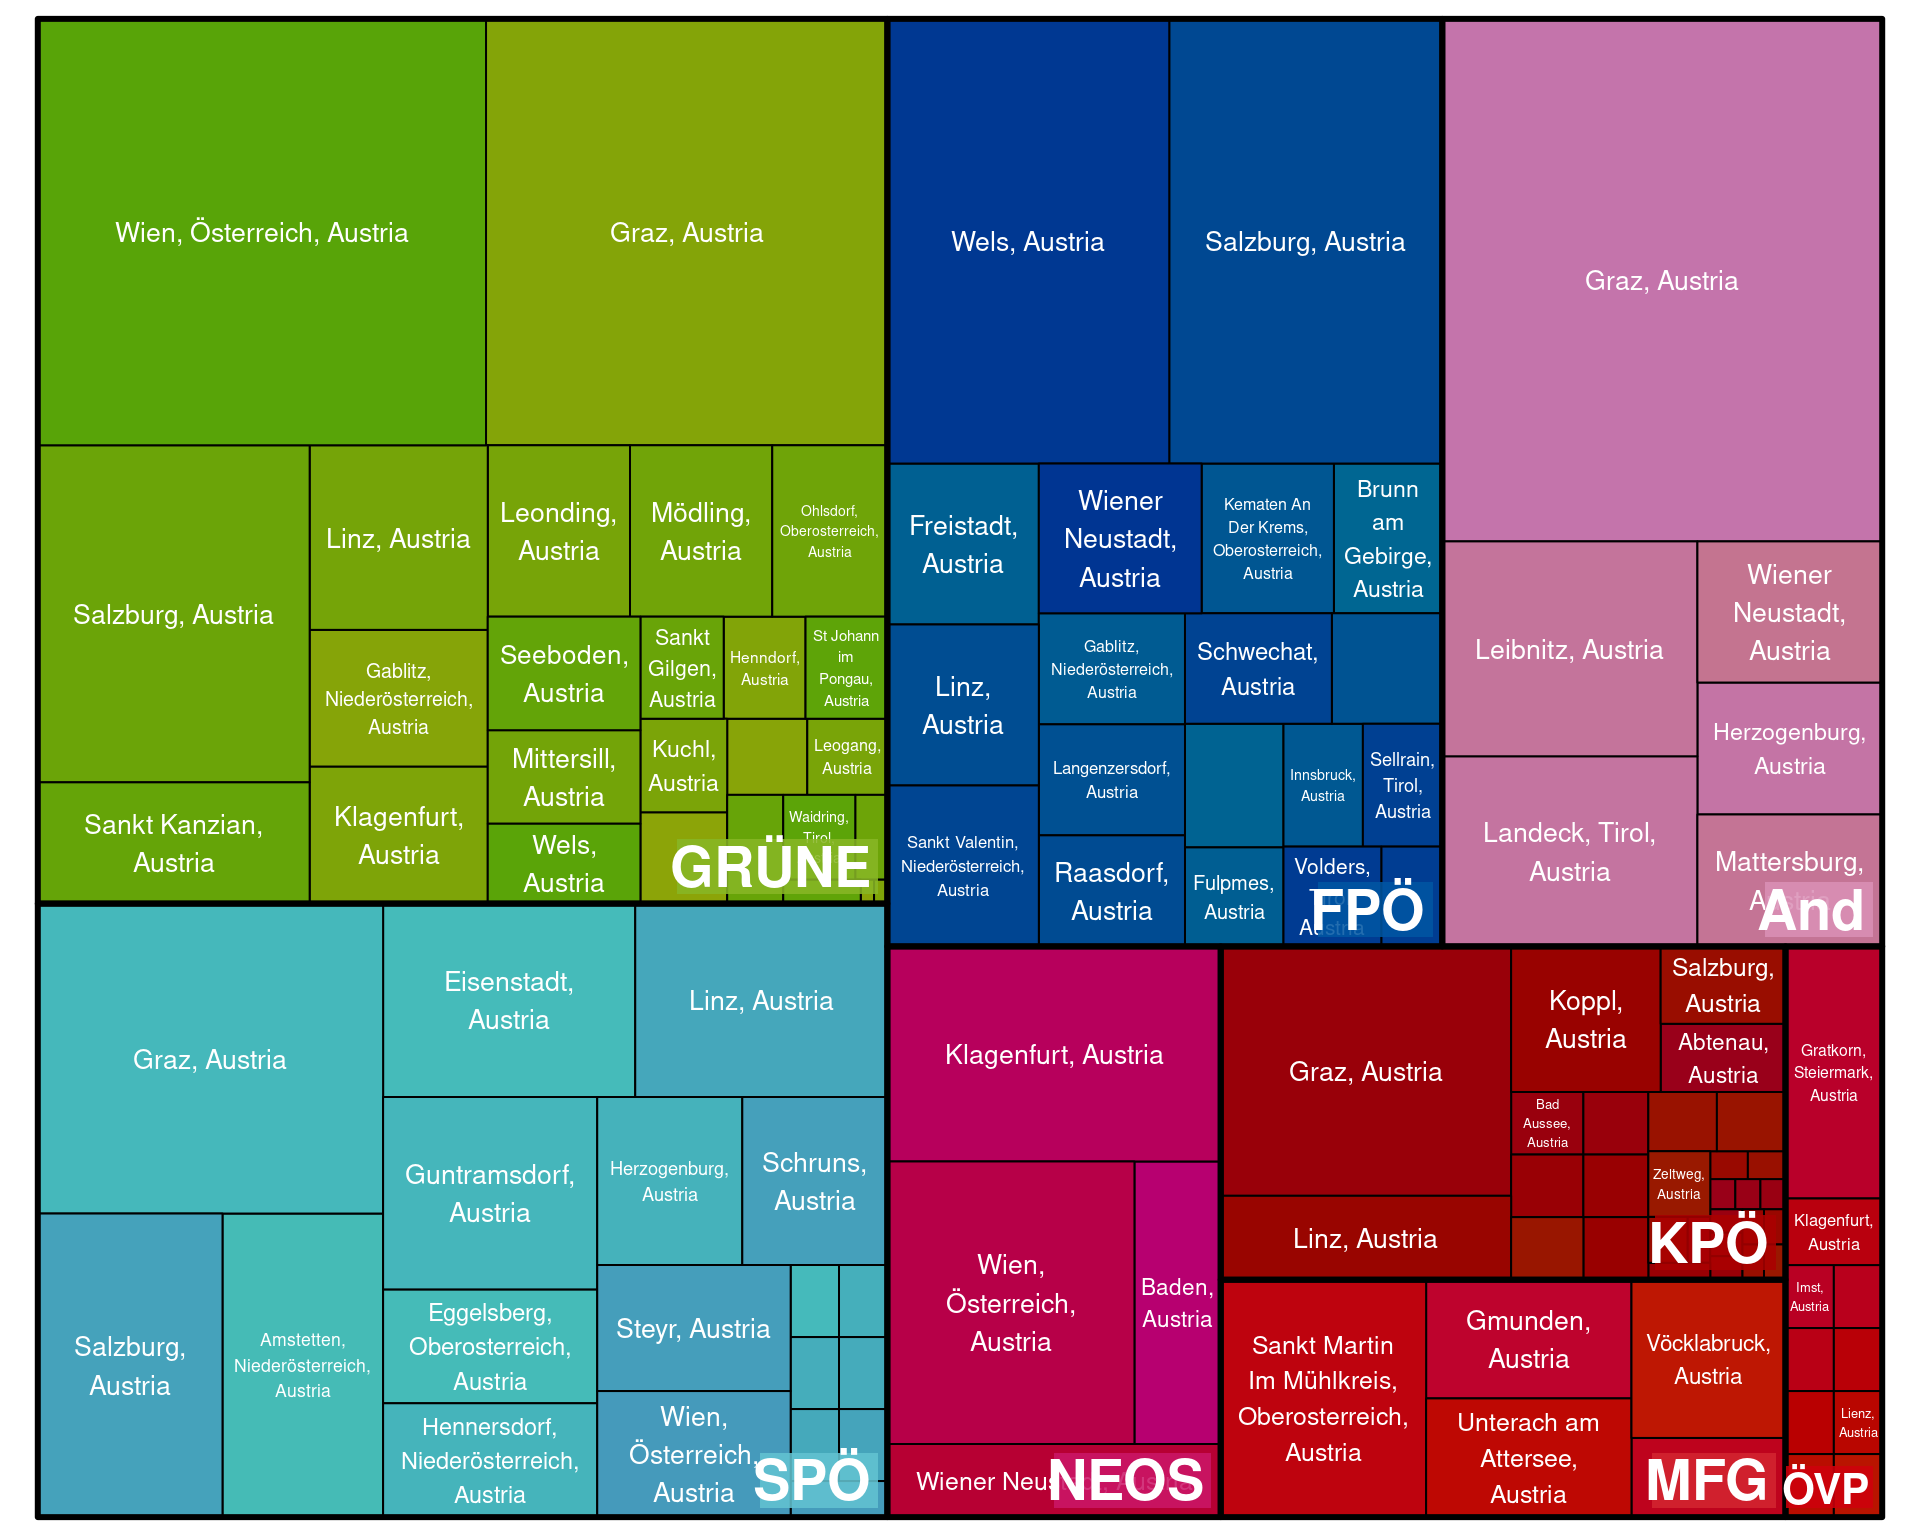 Wien, Österreich, Austria
Graz, Austria
Salzburg, Austria
Linz, Austria
Leonding,
Austria
Mödling,
Austria
Ohlsdorf,
Oberosterreich,
Austria
Gablitz,
Niederösterreich,
Austria
Seeboden,
Austria
Sankt
Gilgen,
Austria
Henndorf,
Austria
St Johann
im
Pongau,
Austria
Mittersill,
Austria
Kuchl,
Austria
Leogang,
Austria
Sankt Kanzian,
Austria
Klagenfurt,
Austria
Wels,
Austria
Waidring,
Tirol
GRÜNE
Wels, Austria
Salzburg, Austria
Freistadt,
Austria
Wiener
Neustadt,
Austria
Kematen An
Der Krems,
Oberosterreich,
Austria
Brunn
am
Gebirge,
Austria
Linz,
Austria
Gablitz,
Niederösterreich,
Austria
Schwechat,
Austria
Langenzersdorf,
Austria
Innsbruck,
Austria
Sellrain,
Tirol,
Austria
Sankt Valentin,
Niederösterreich,
Austria
Raasdorf,
Austria
Fulpmes,
Austria
Volders,
Austria
FPÖ
Graz, Austria
Leibnitz, Austria
Wiener
Neustadt,
Austria
Herzogenburg,
Austria
Landeck, Tirol,
Austria
Mattersburg,
And
Graz, Austria
Eisenstadt,
Austria
Linz, Austria
Guntramsdorf,
Austria
Herzogenburg,
Austria
Schruns,
Austria
Salzburg,
Austria
Amstetten,
Niederösterreich,
Austria
Eggelsberg,
Oberosterreich,
Austria
Steyr, Austria
Hennersdorf,
Niederösterreich,
Austria
Wien,
Österreich,
Austria
SPÖ
Klagenfurt, Austria
Wien,
Österreich,
Austria
Baden,
Austria
Wiener Neustadt, Austria
NEOS
Graz, Austria
Koppl,
Austria
Salzburg,
Austria
Abtenau,
Austria
Bad
Aussee,
Austria
Zeltweg,
Austria
Linz, Austria
KPÖ
Sankt Martin
Im Mühlkreis,
Oberosterreich,
Austria
Gmunden,
Austria
Vöcklabruck,
Austria
Unterach am
Attersee,
Austria
MFG
Gratkorn,
Steiermark,
Austria
Klagenfurt,
Austria
Imst,
Austria
Lienz,
Austria
ÖVP